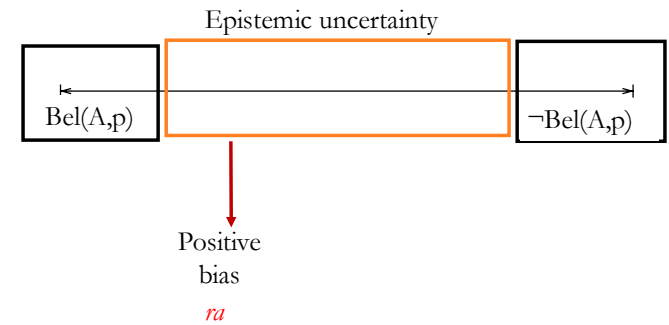 Epistemic uncertainty
Bel(A,p)
¬Bel(A,p)
Positive
bias
ra